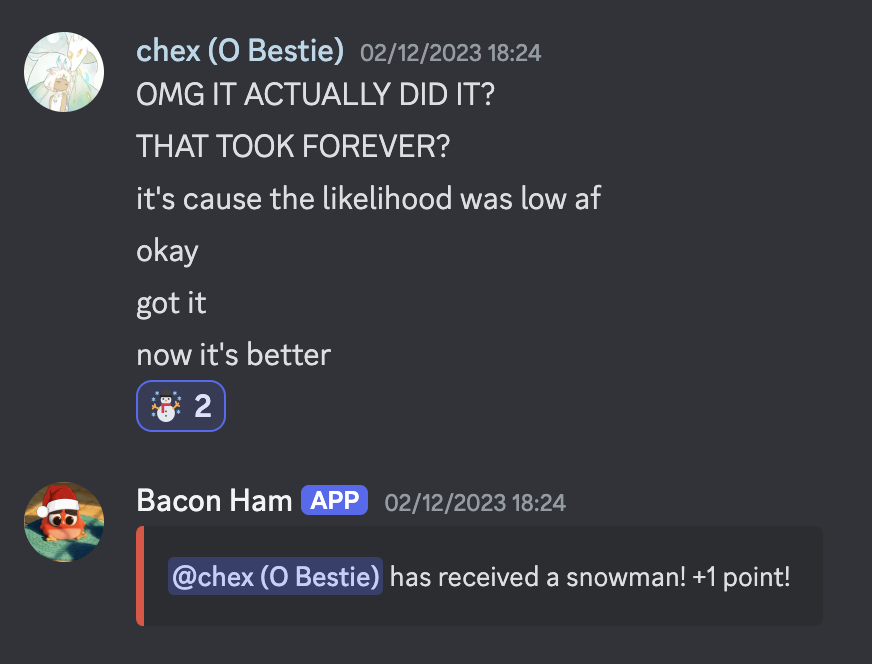 chex (O Bestie) 02/12/2023 18:24
OMG IT ACTUALLY DID IT?
THAT TOOK FOREVER?
it's cause the likelihood was low af
okay
got it
now it's better
2
Bacon Ham APP 02/12/2023 18:24
@chex (O Bestie) has received a snowman! +1 point!